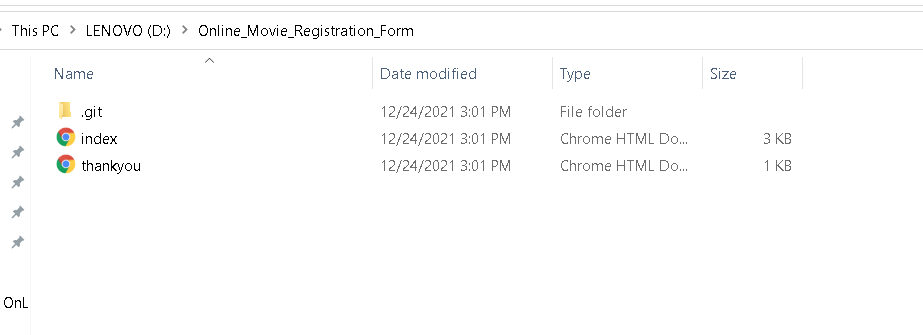 This PC > LENOVO (D:) > Online_Movie_Registration_Form
Name Date modified Type Size
.git 12/24/2021 3:01 PM File folder
index 12/24/2021 3:01 PM Chrome HTML Do... 3 KB
thankyou 12/24/2021 3:01 PM Chrome HTML Do... 1 KB
OnL